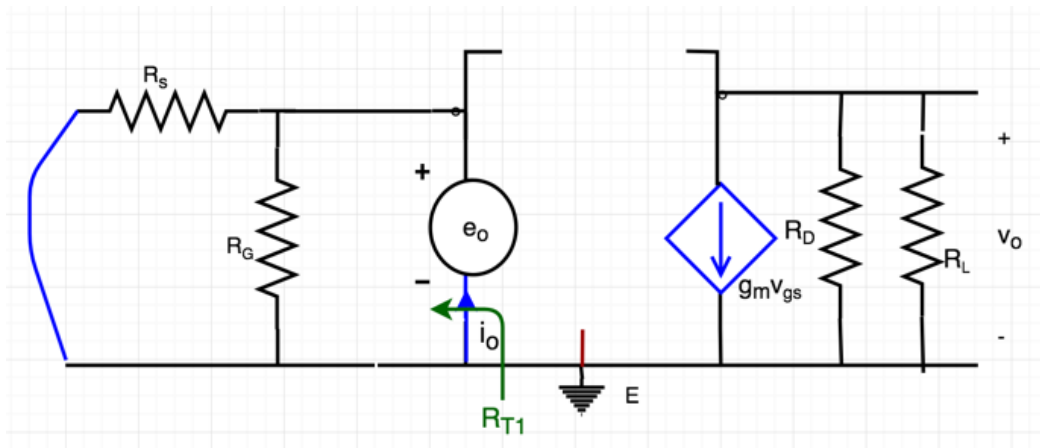 Rs
+
+
RG
eo
RD
vo
RL
-
gmvgs
io
-
E
RT1